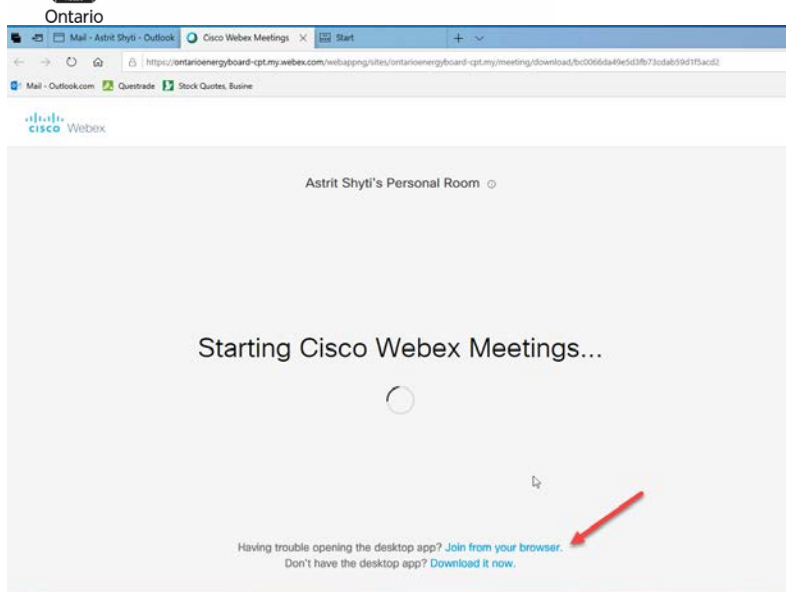 Ontario
Mail - Astrit Shyti - Outlook Cisco Webex Meetings Start
https://ontarioenergyboard-cpt.my.webex.com/webappng/sites/ontarioenergyboard-cpt.my/meeting/download/bc0066da49e5d3fb73cdab59d1f5acd2
Mail - Outlook.com Questrade Stock Quotes, Busine
CISCO Webex
Astrit Shyti's Personal Room
Starting Cisco Webex Meetings...
Having trouble opening the desktop app? Join from your browser.
Don't have the desktop app? Download it now.